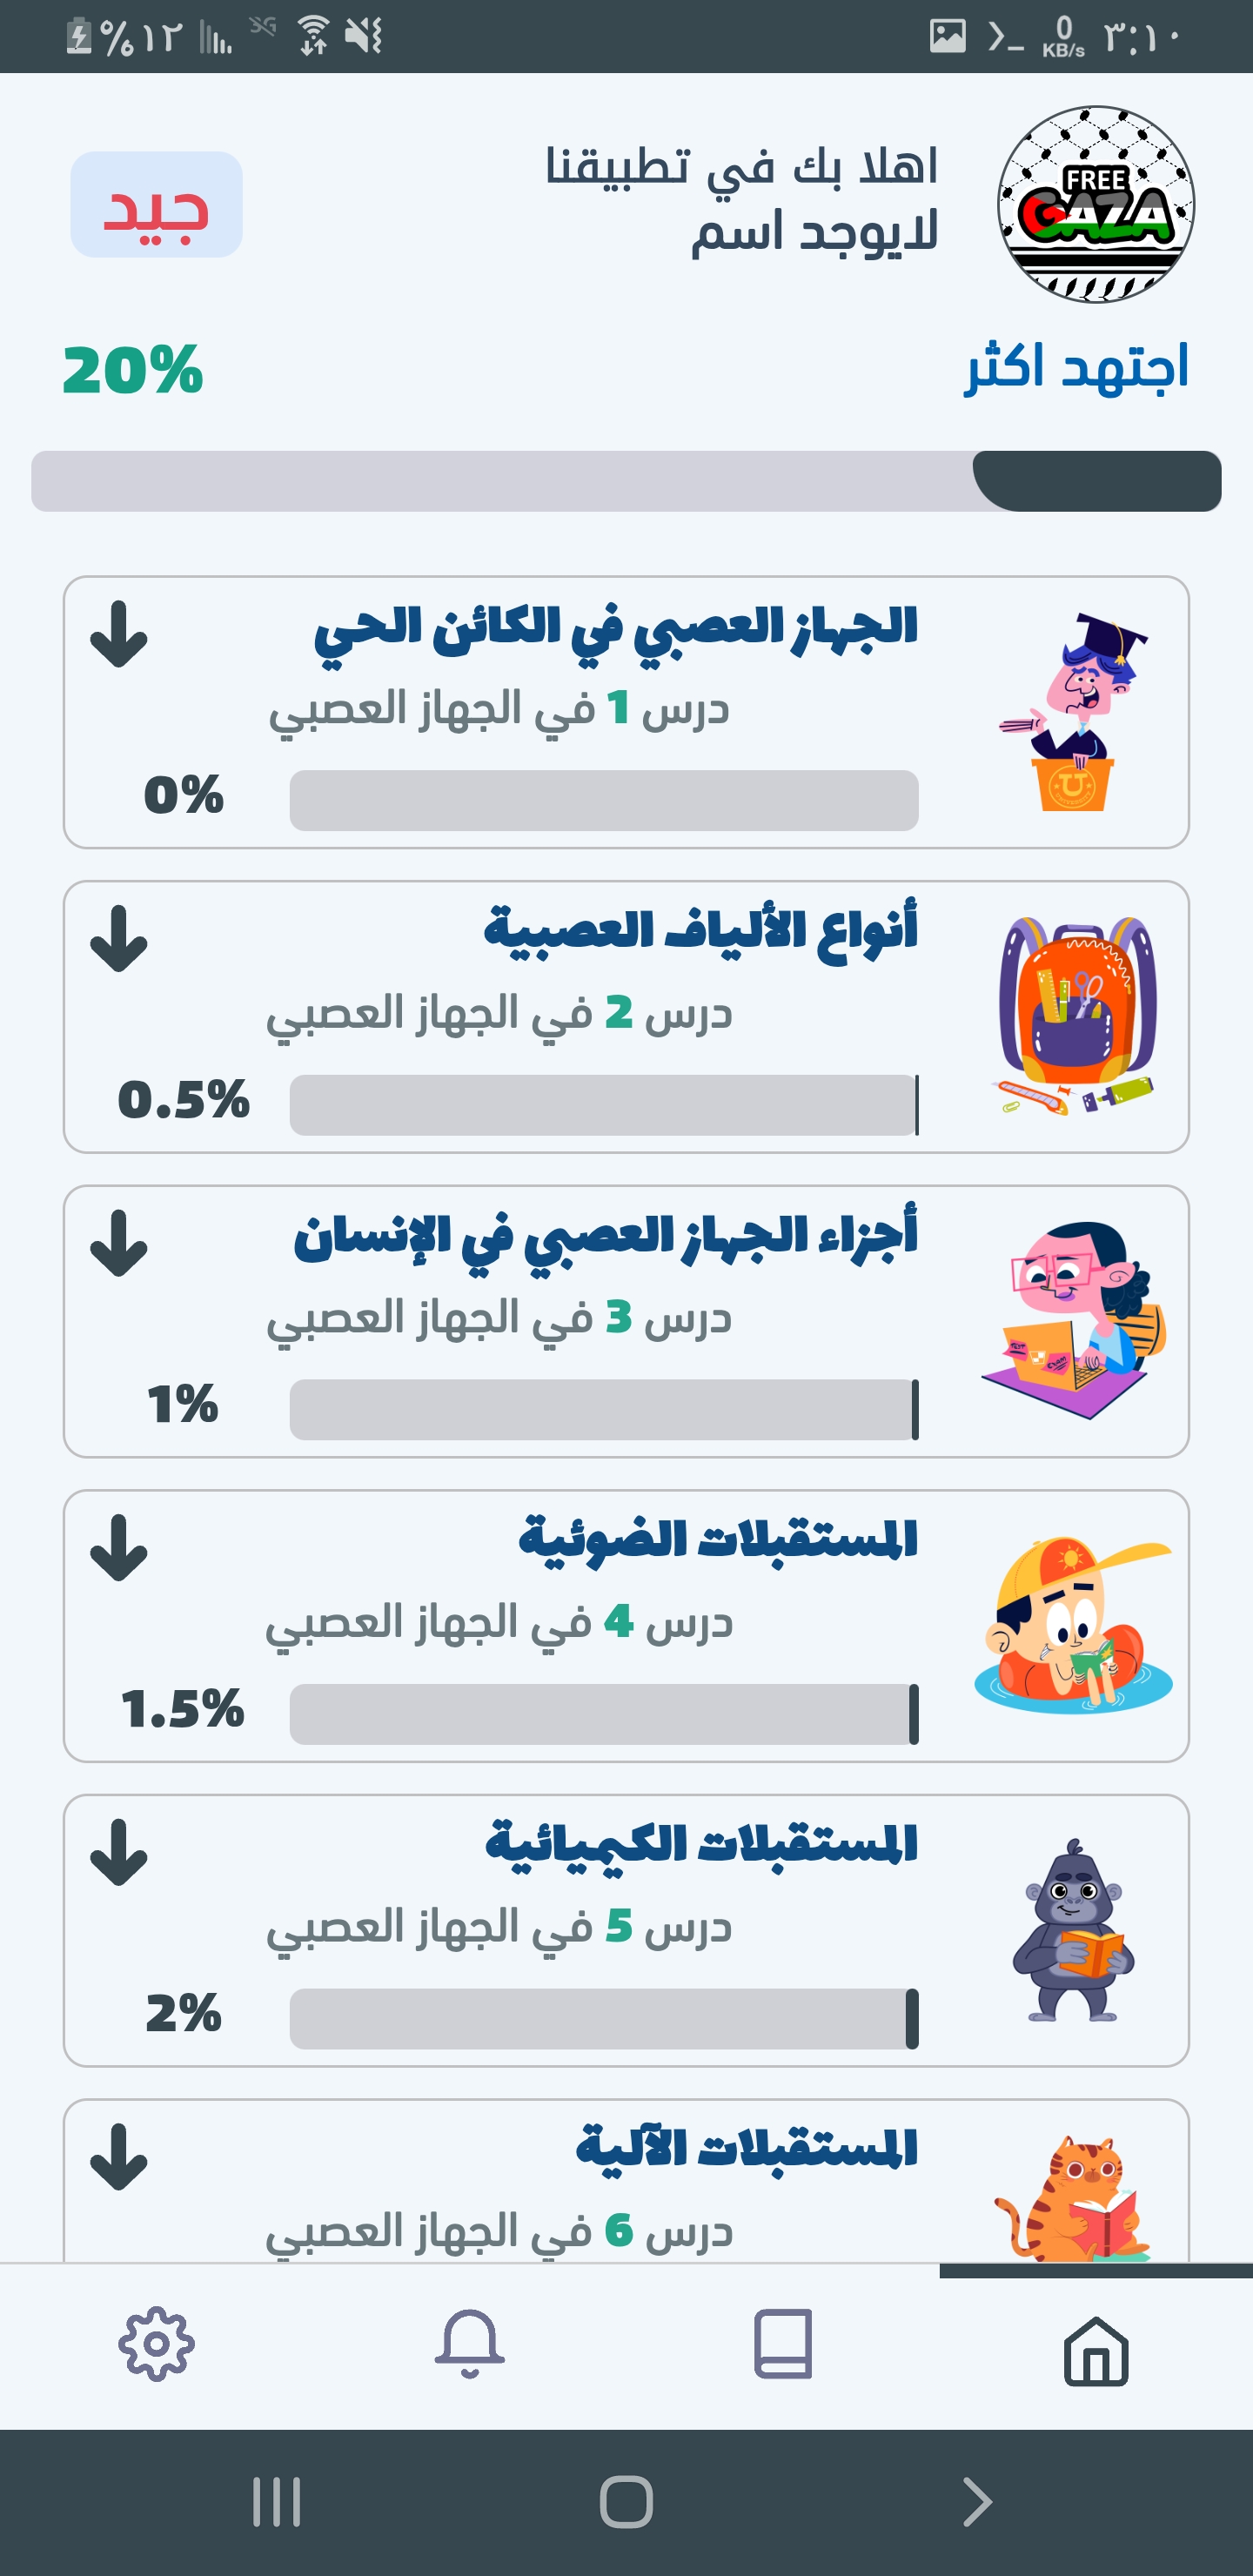 ٣:١٠
0
KB/s
%١٢
FREE
GAZA
اهلا بك في تطبيقنا
لايوجد اسم
جيد
اجتهد اكثر
20%
الجهاز العصبي في الكائن الحي
درس 1 في الجهاز العصبي
0%
أنواع الألياف العصبية
درس 2 في الجهاز العصبي
0.5%
أجزاء الجهاز العصبي في الإنسان
درس 3 في الجهاز العصبي
1%
المستقبلات الضوئية
درس 4 في الجهاز العصبي
1.5%
المستقبلات الكيميائية
درس 5 في الجهاز العصبي
2%
المستقبلات الآلية
درس 6 في الجهاز العصبي